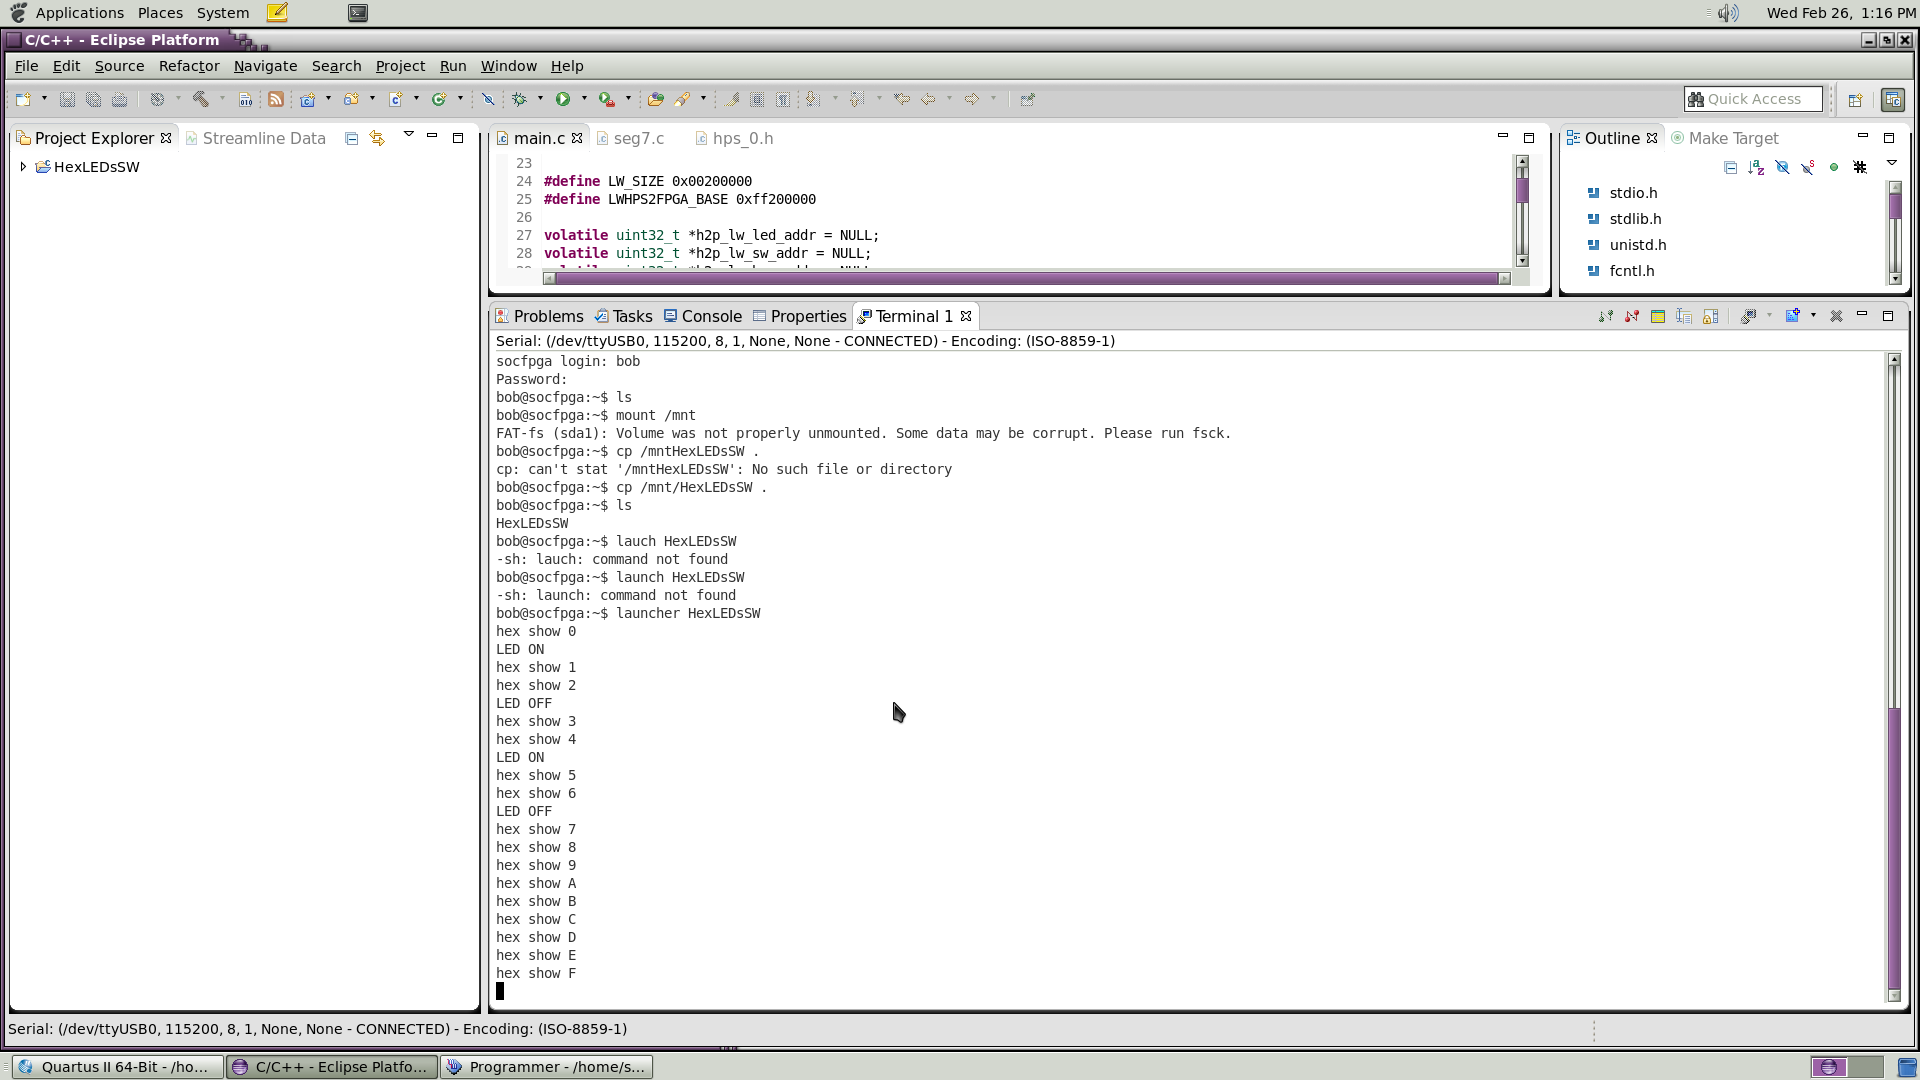 Applications Places System
Wed Feb 26, 1:16 PM
C/C++ - Eclipse Platform
File Edit Source Refactor Navigate Search Project Run Window Help
Quick Access
Project Explorer Streamline Data
HexLEDsSW
main.c seg7.c hps_0.h
23
24 #define LW_SIZE 0x00200000
25 #define LWHPS2FPGA_BASE 0xff200000
26
27 volatile uint32_t *h2p_lw_led_addr = NULL;
28 volatile uint32_t *h2p_lw_sw_addr = NULL;
Outline Make Target
stdio.h
stdlib.h
unistd.h
fcntl.h
Problems Tasks Console Properties Terminal 1
Serial: (/dev/ttyUSB0, 115200, 8, 1, None, None - CONNECTED) - Encoding: (ISO-8859-1)
socfpga login: bob
Password:
bob@socfpga:~$ ls
bob@socfpga:~$ mount /mnt
FAT-fs (sda1): Volume was not properly unmounted. Some data may be corrupt. Please run fsck.
bob@socfpga:~$ cp /mntHexLEDsSW .
cp: can't stat '/mntHexLEDsSW': No such file or directory
bob@socfpga:~$ cp /mnt/HexLEDsSW .
bob@socfpga:~$ ls
HexLEDsSW
bob@socfpga:~$ lauch HexLEDsSW
-sh: lauch: command not found
bob@socfpga:~$ launch HexLEDsSW
-sh: launch: command not found
bob@socfpga:~$ launcher HexLEDsSW
hex show 0
LED ON
hex show 1
hex show 2
LED OFF
hex show 3
hex show 4
LED ON
hex show 5
hex show 6
LED OFF
hex show 7
hex show 8
hex show 9
hex show A
hex show B
hex show C
hex show D
hex show E
hex show F
Serial: (/dev/ttyUSB0, 115200, 8, 1, None, None - CONNECTED) - Encoding: (ISO-8859-1)
Quartus II 64-Bit - /ho... C/C++ - Eclipse Platfo... Programmer - /home/s...